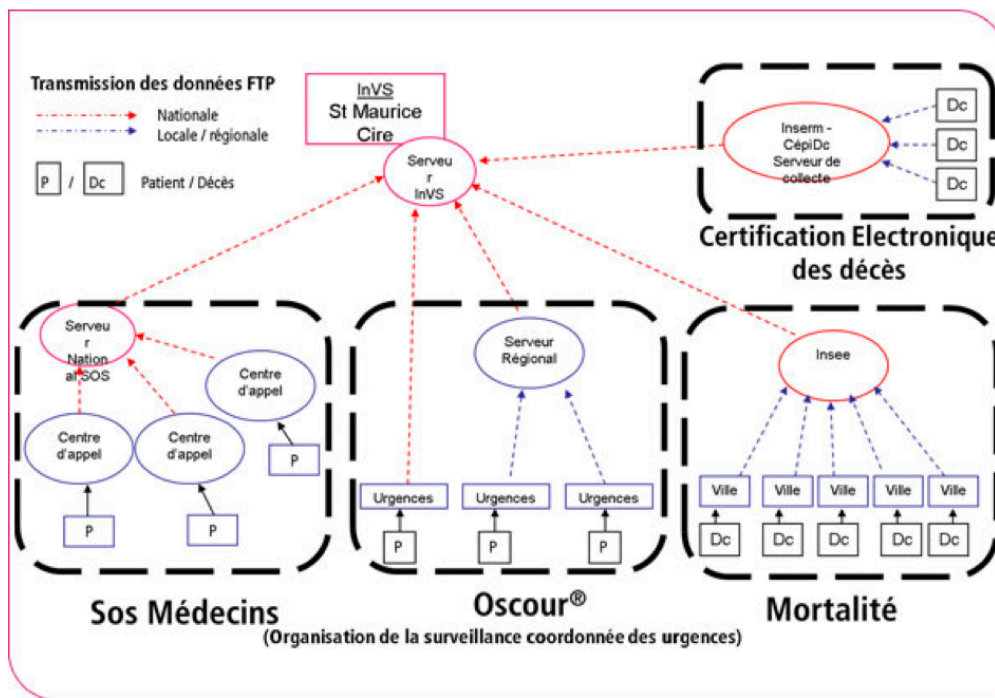 Transmission des données FTP
Nationale
Locale / régionale
P / Dc Patient / Décès
InVS
St Maurice
Cire
Serveu
r
InVS
Inserm -
CépiDc
Serveur de
collecte
Dc
Dc
Dc
Certification Electronique
des décès
Serveu
r
Nation
al SOS
Centre
d'appel
Centre
d'appel
Centre
d'appel
P
P
P
Sos Médecins
Serveur
Régional
Urgences
Urgences
Urgences
P
P
P
Oscour®
(Organisation de la surveillance coordonnée des urgences)
Insee
Ville
Ville
Ville
Ville
Ville
Dc
Dc
Dc
Dc
Dc
Mortalité